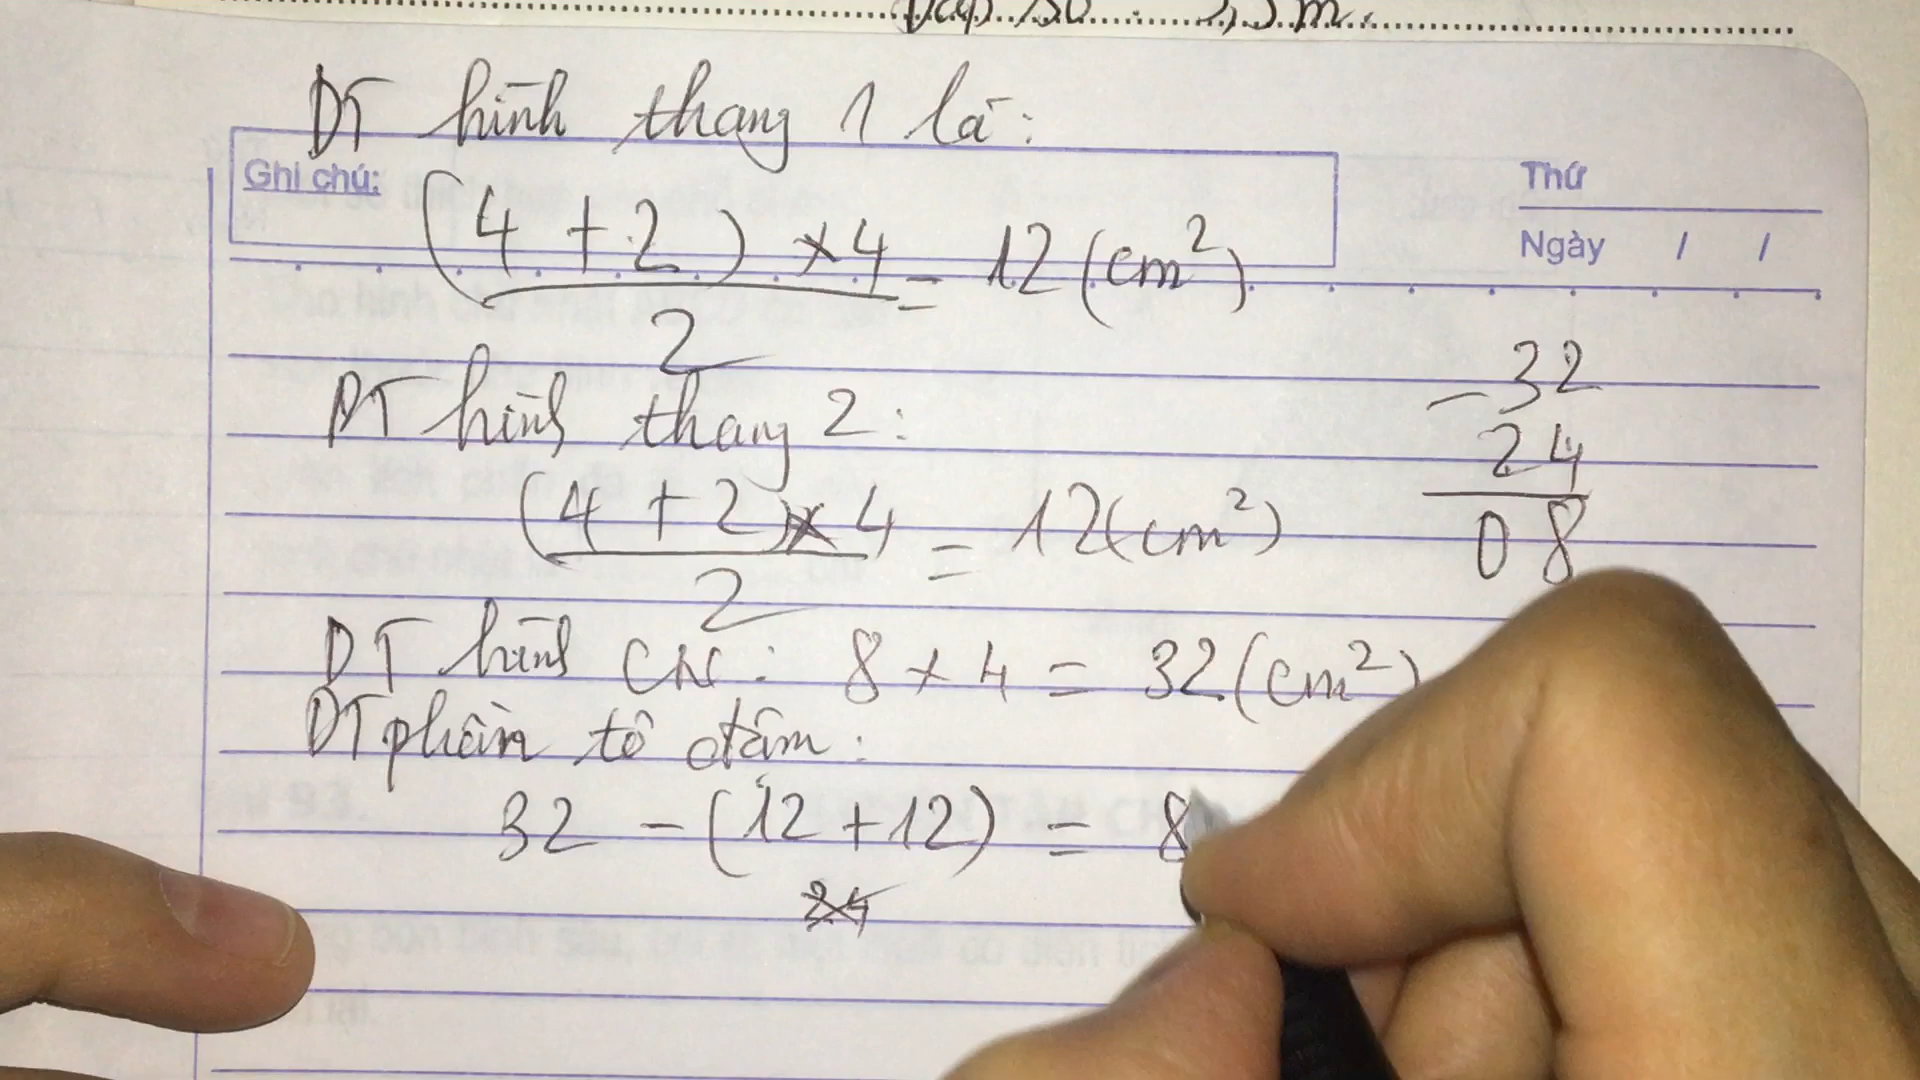 DT hình thang 1 là:
Ghi chú:
Thứ
Ngày / /
(4 + 2) × 4 = 12 (cm²)
2
DT hình thang 2:
(4 + 2) × 4 = 12 (cm²)
2
- 32
24
08
DT hình CN: 8 × 4 = 32 (cm²)
DT phần tô đậm:
32 - (12 + 12) = 8
24